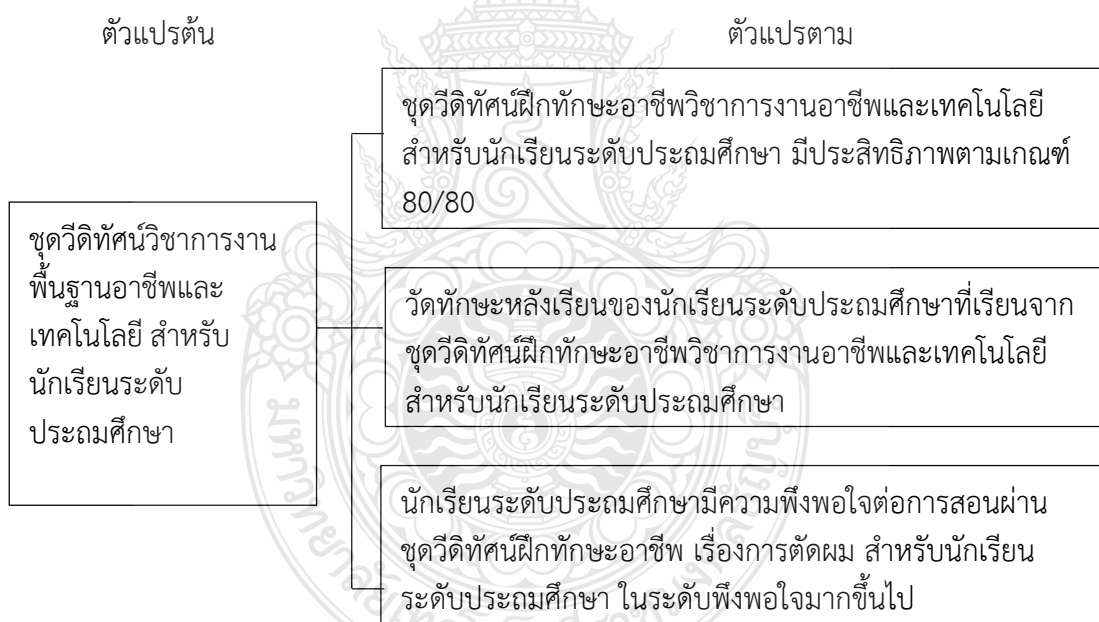 ตัวแปรต้น
ตัวแปรตาม
ชุดวีดิทัศน์วิชาการงาน
พื้นฐานอาชีพและ
เทคโนโลยี สำหรับ
นักเรียนระดับ
ประถมศึกษา
ชุดวีดิทัศน์ฝึกทักษะอาชีพวิชาการงานอาชีพและเทคโนโลยี
สำหรับนักเรียนระดับประถมศึกษา มีประสิทธิภาพตามเกณฑ์
80/80
วัดทักษะหลังเรียนของนักเรียนระดับประถมศึกษาที่เรียนจาก
ชุดวีดิทัศน์ฝึกทักษะอาชีพวิชาการงานอาชีพและเทคโนโลยี
สำหรับนักเรียนระดับประถมศึกษา
นักเรียนระดับประถมศึกษามีความพึงพอใจต่อการสอนผ่าน
ชุดวีดิทัศน์ฝึกทักษะอาชีพ เรื่องการตัดผม สำหรับนักเรียน
ระดับประถมศึกษา ในระดับพึงพอใจมากขึ้นไป